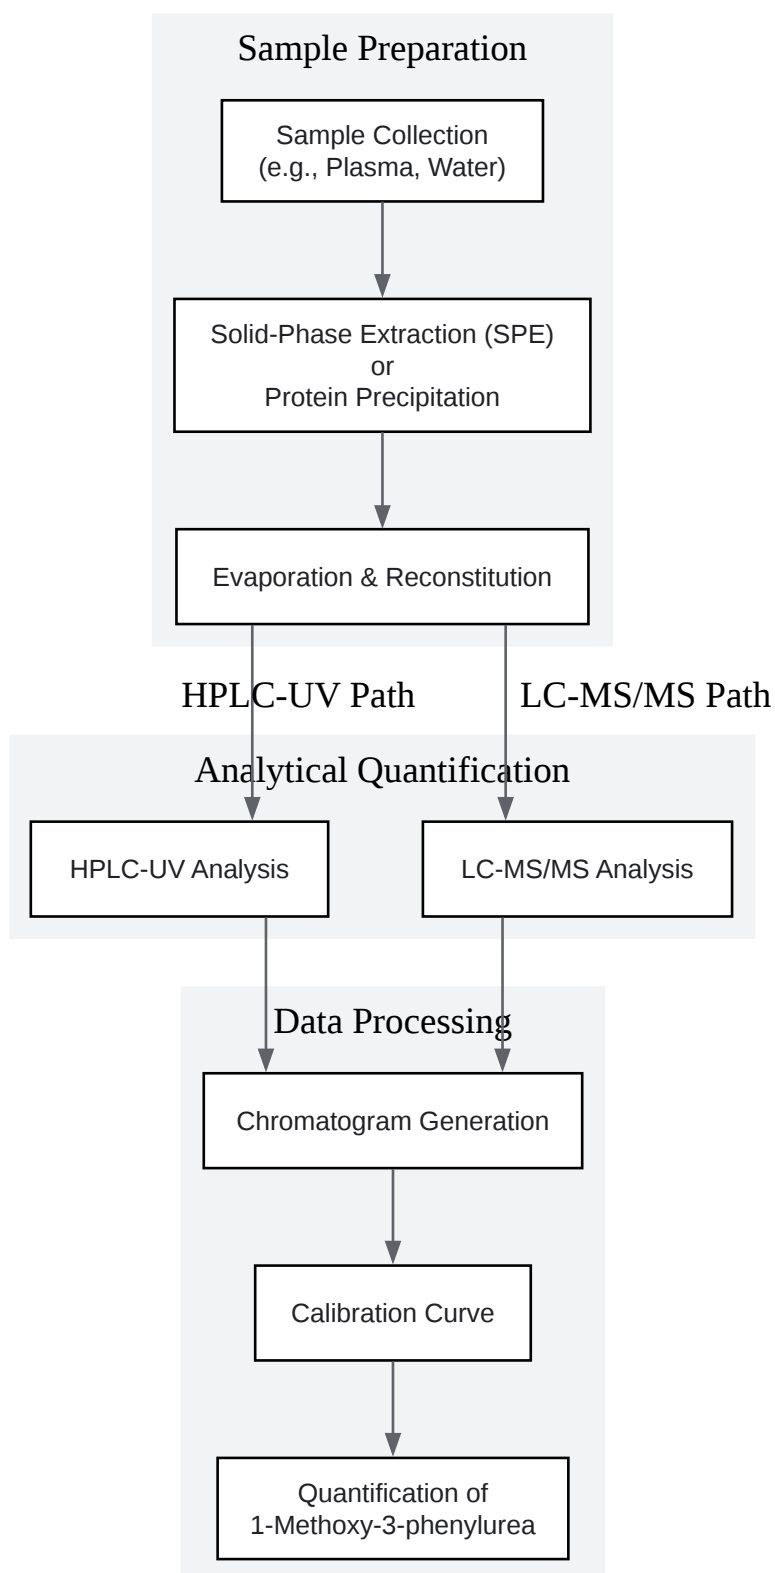 Sample Preparation
Sample Collection
(e.g., Plasma, Water)
Solid-Phase Extraction (SPE)
or
Protein Precipitation
Evaporation & Reconstitution
HPLC-UV Path
LC-MS/MS Path
Analytical Quantification
HPLC-UV Analysis
LC-MS/MS Analysis
Data Processing
Chromatogram Generation
Calibration Curve
Quantification of
1-Methoxy-3-phenylurea